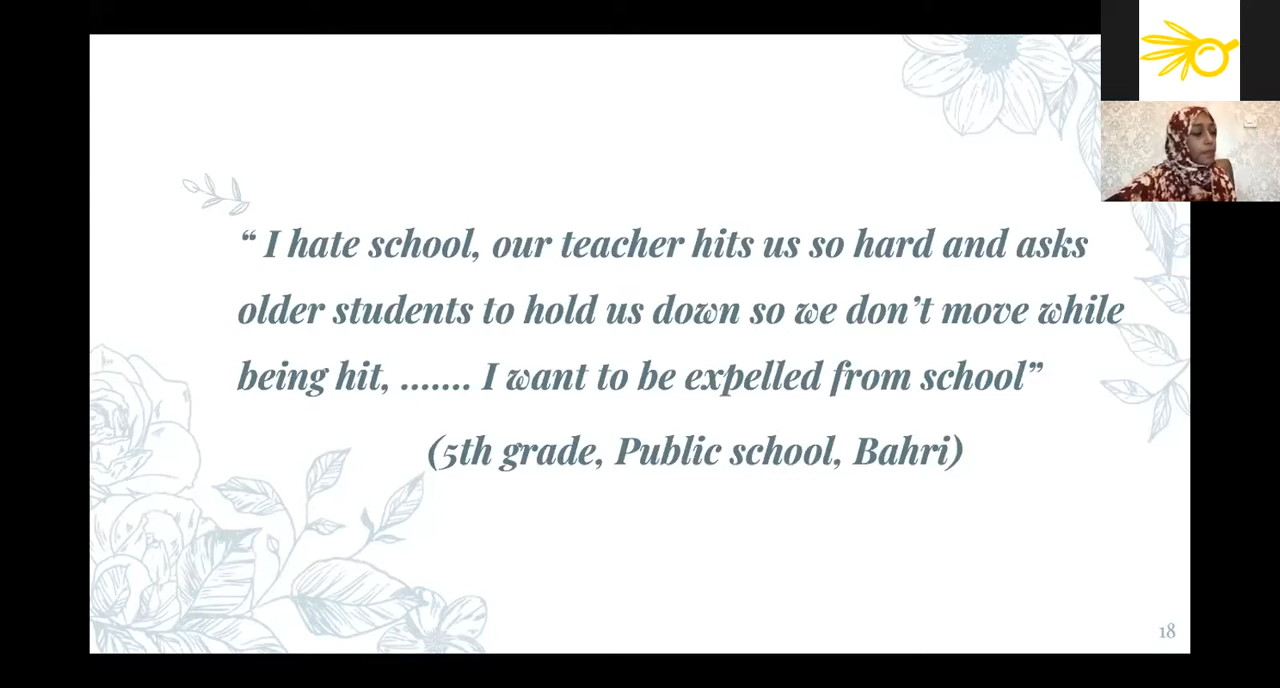 “ I hate school, our teacher hits us so hard and asks
older students to hold us down so we don’t move while
being hit, ....... I want to be expelled from school”
(5th grade, Public school, Bahri)
18